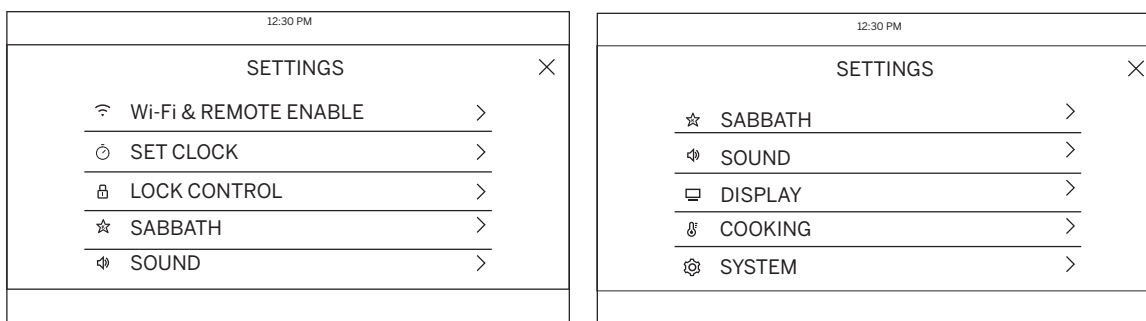 12:30 PM
SETTINGS
Wi-Fi & REMOTE ENABLE
SET CLOCK
LOCK CONTROL
SABBATH
SOUND
12:30 PM
SETTINGS
SABBATH
SOUND
DISPLAY
COOKING
SYSTEM